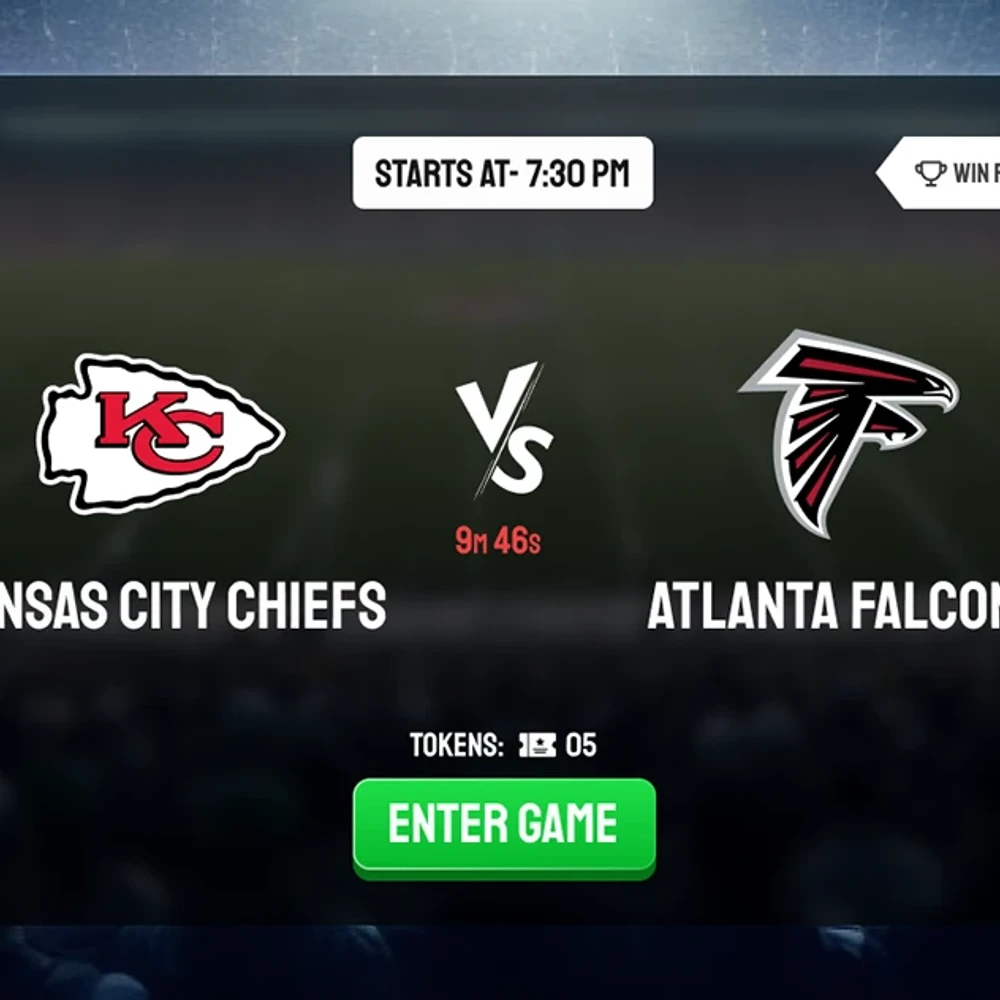 STARTS AT- 7:30 PM
WIN
KC
VS
9M 46S
NSAS CITY CHIEFS
ATLANTA FALCON
TOKENS: 05
ENTER GAME